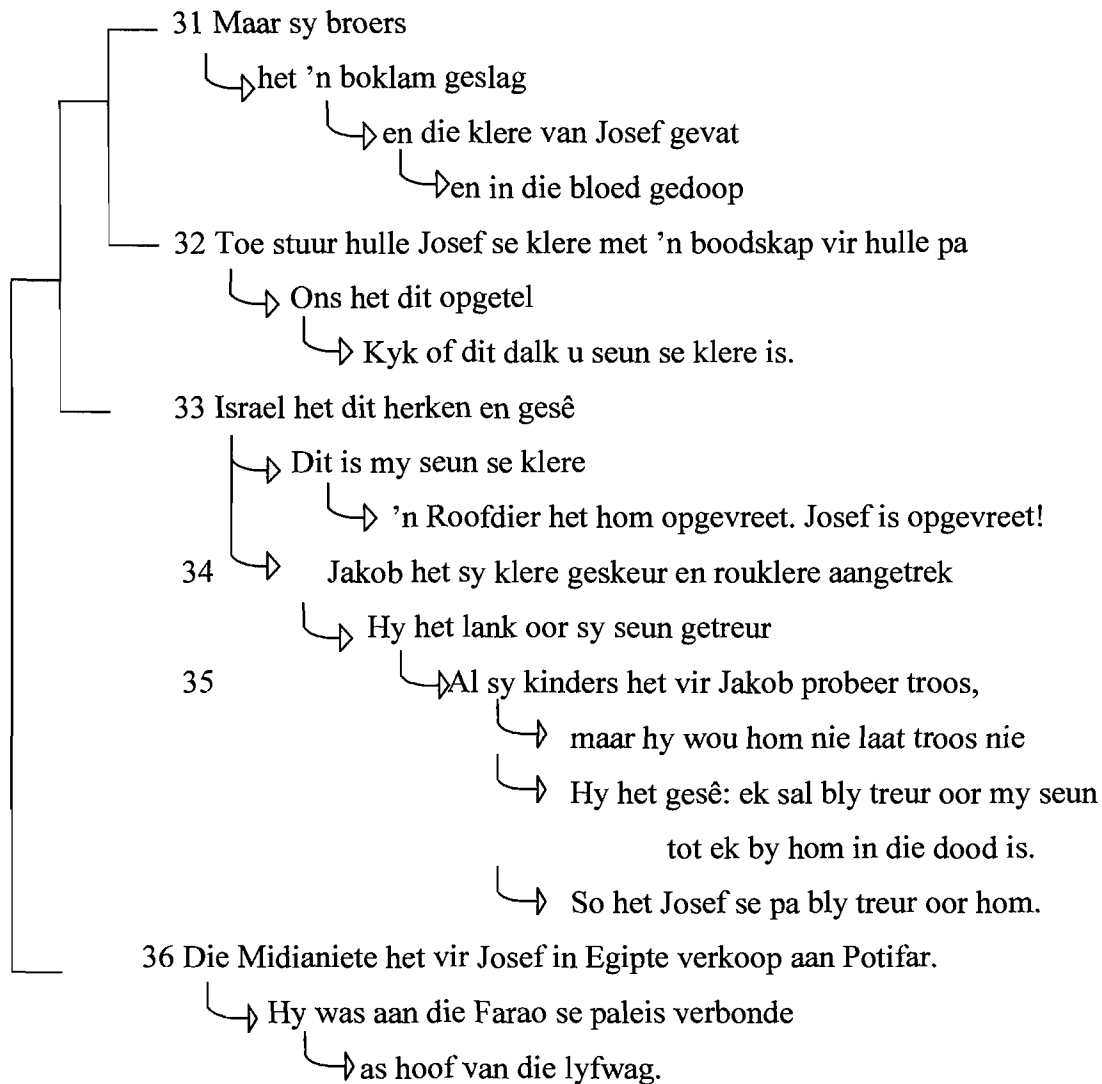 31 Maar sy broers
het ’n boklam geslag
en die klere van Josef gevat
en in die bloed gedoop
32 Toe stuur hulle Josef se klere met ’n boodskap vir hulle pa
Ons het dit opgetel
Kyk of dit dalk u seun se klere is.
33 Israel het dit herken en gesê
Dit is my seun se klere
’n Roofdier het hom opgevreet. Josef is opgevreet!
34 Jakob het sy klere geskeur en rouklere aangetrek
Hy het lank oor sy seun getreur
35 Al sy kinders het vir Jakob probeer troos,
maar hy wou hom nie laat troos nie
Hy het gesê: ek sal bly treur oor my seun
tot ek by hom in die dood is.
So het Josef se pa bly treur oor hom.
36 Die Midianiete het vir Josef in Egipte verkoop aan Potifar.
Hy was aan die Farao se paleis verbonde
as hoof van die lyfwag.